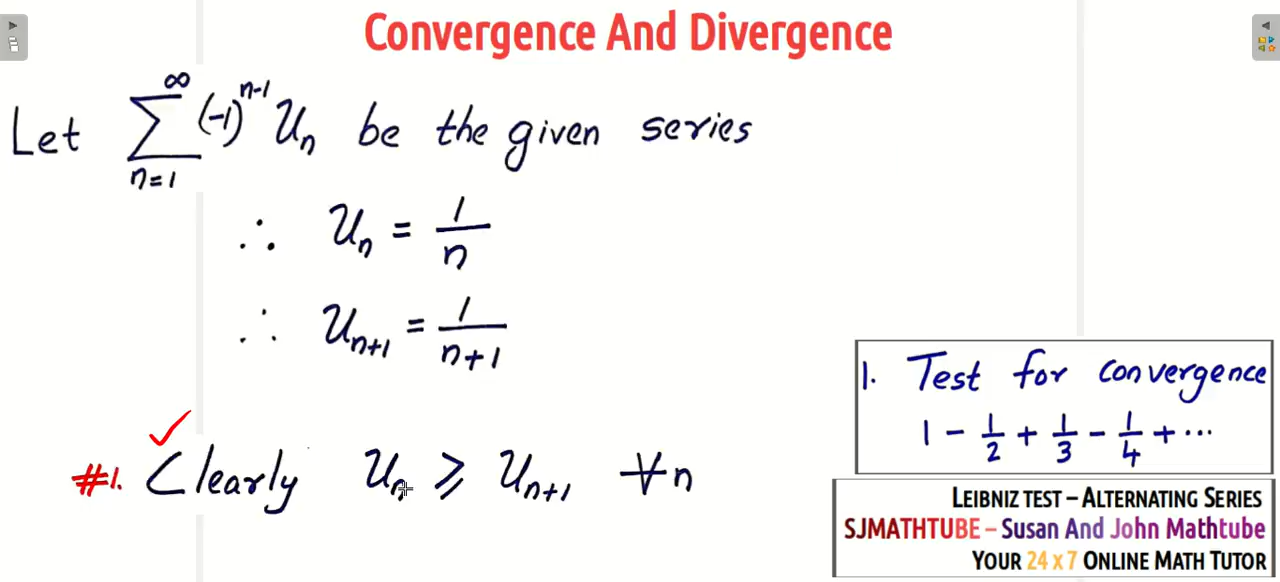 Convergence And Divergence
Let ∑_{n=1}^{∞} (-1)^{n-1} U_n be the given series
∴ U_n = 1/n
∴ U_{n+1} = 1/(n+1)
#1. Clearly U_n ⩾ U_{n+1} ∀n
1. Test for convergence
1 - 1/2 + 1/3 - 1/4 + ...
LEIBNIZ TEST – ALTERNATING SERIES
SJMATHTUBE – Susan And John Mathtube
YOUR 24 x 7 ONLINE MATH TUTOR